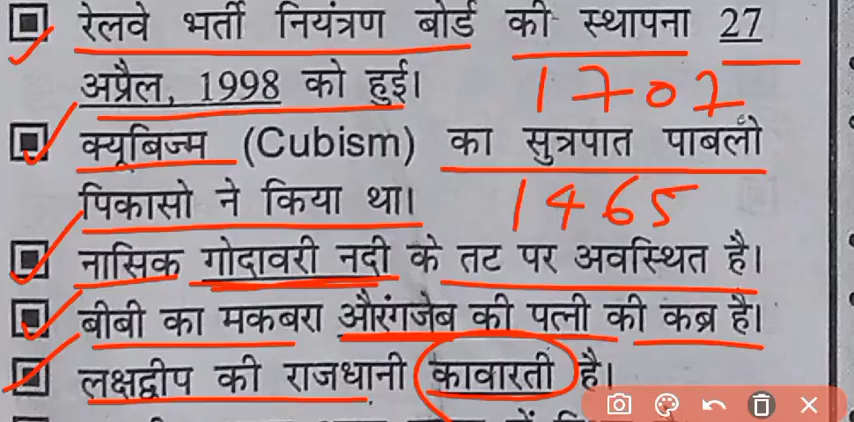 रेलवे भर्ती नियंत्रण बोर्ड की स्थापना 27
अप्रैल, 1998 को हुई।
1707
क्यूबिज्म (Cubism) का सुत्रपात पाबलो
पिकासो ने किया था।
1465
नासिक गोदावरी नदी के तट पर अवस्थित है।
बीबी का मकबरा औरंगजेब की पत्नी की कब्र है।
लक्षद्वीप की राजधानी कावारती है।